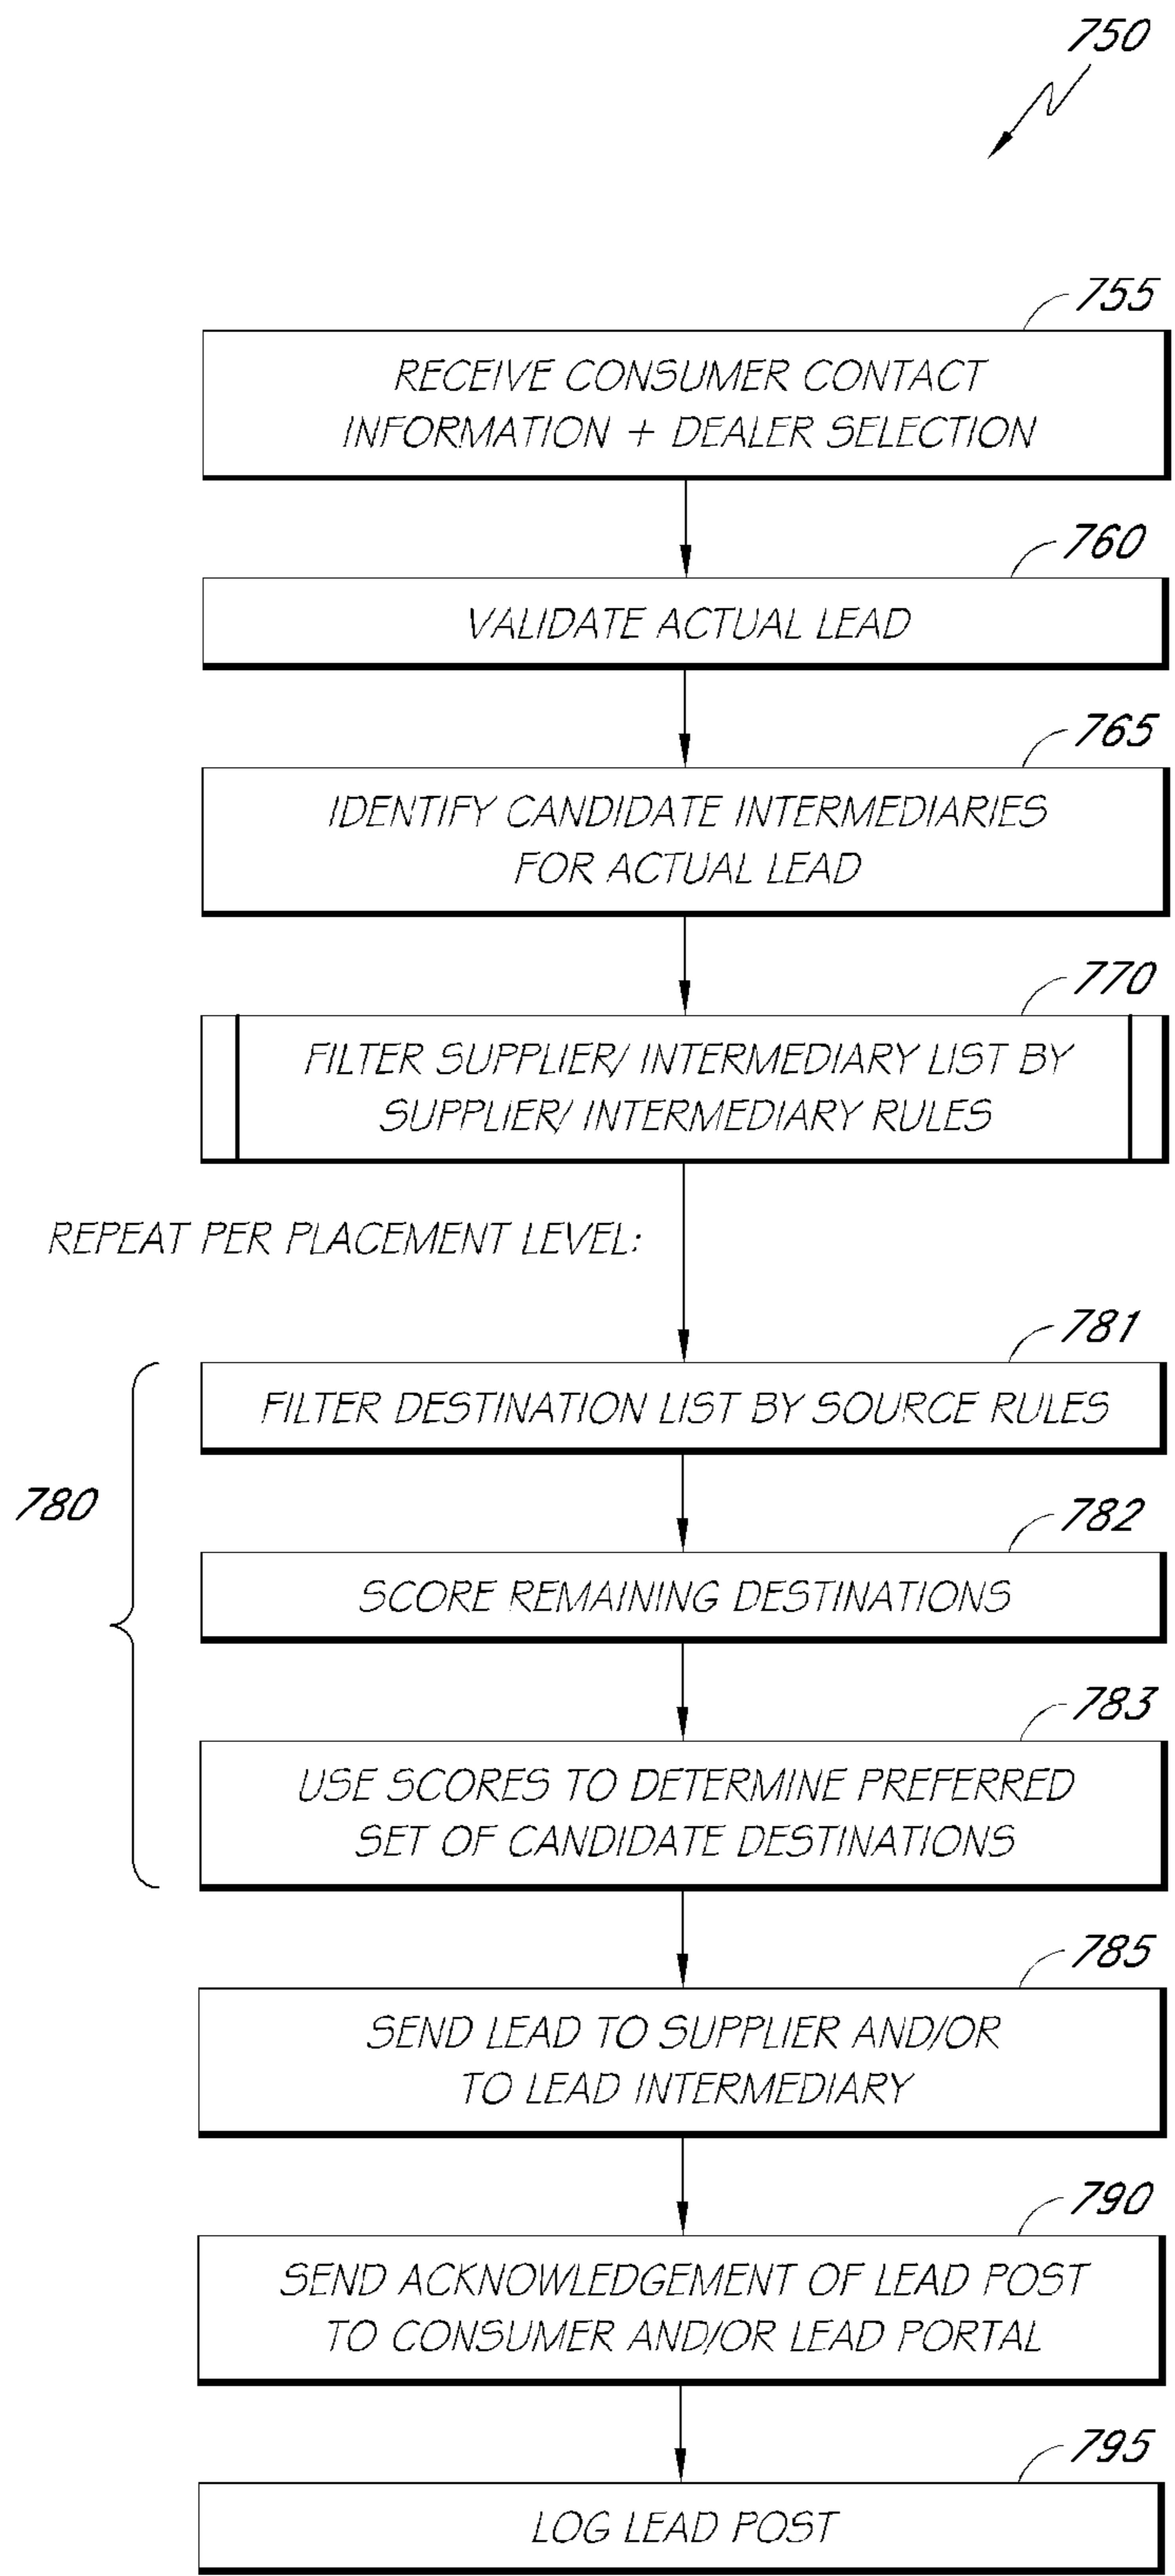 750
755
RECEIVE CONSUMER CONTACT
INFORMATION + DEALER SELECTION
760
VALIDATE ACTUAL LEAD
765
IDENTIFY CANDIDATE INTERMEDIARIES
FOR ACTUAL LEAD
770
FILTER SUPPLIER/ INTERMEDIARY LIST BY
SUPPLIER/ INTERMEDIARY RULES
REPEAT PER PLACEMENT LEVEL:
781
FILTER DESTINATION LIST BY SOURCE RULES
780
782
SCORE REMAINING DESTINATIONS
783
USE SCORES TO DETERMINE PREFERRED
SET OF CANDIDATE DESTINATIONS
785
SEND LEAD TO SUPPLIER AND/OR
TO LEAD INTERMEDIARY
790
SEND ACKNOWLEDGEMENT OF LEAD POST
TO CONSUMER AND/OR LEAD PORTAL
795
LOG LEAD POST